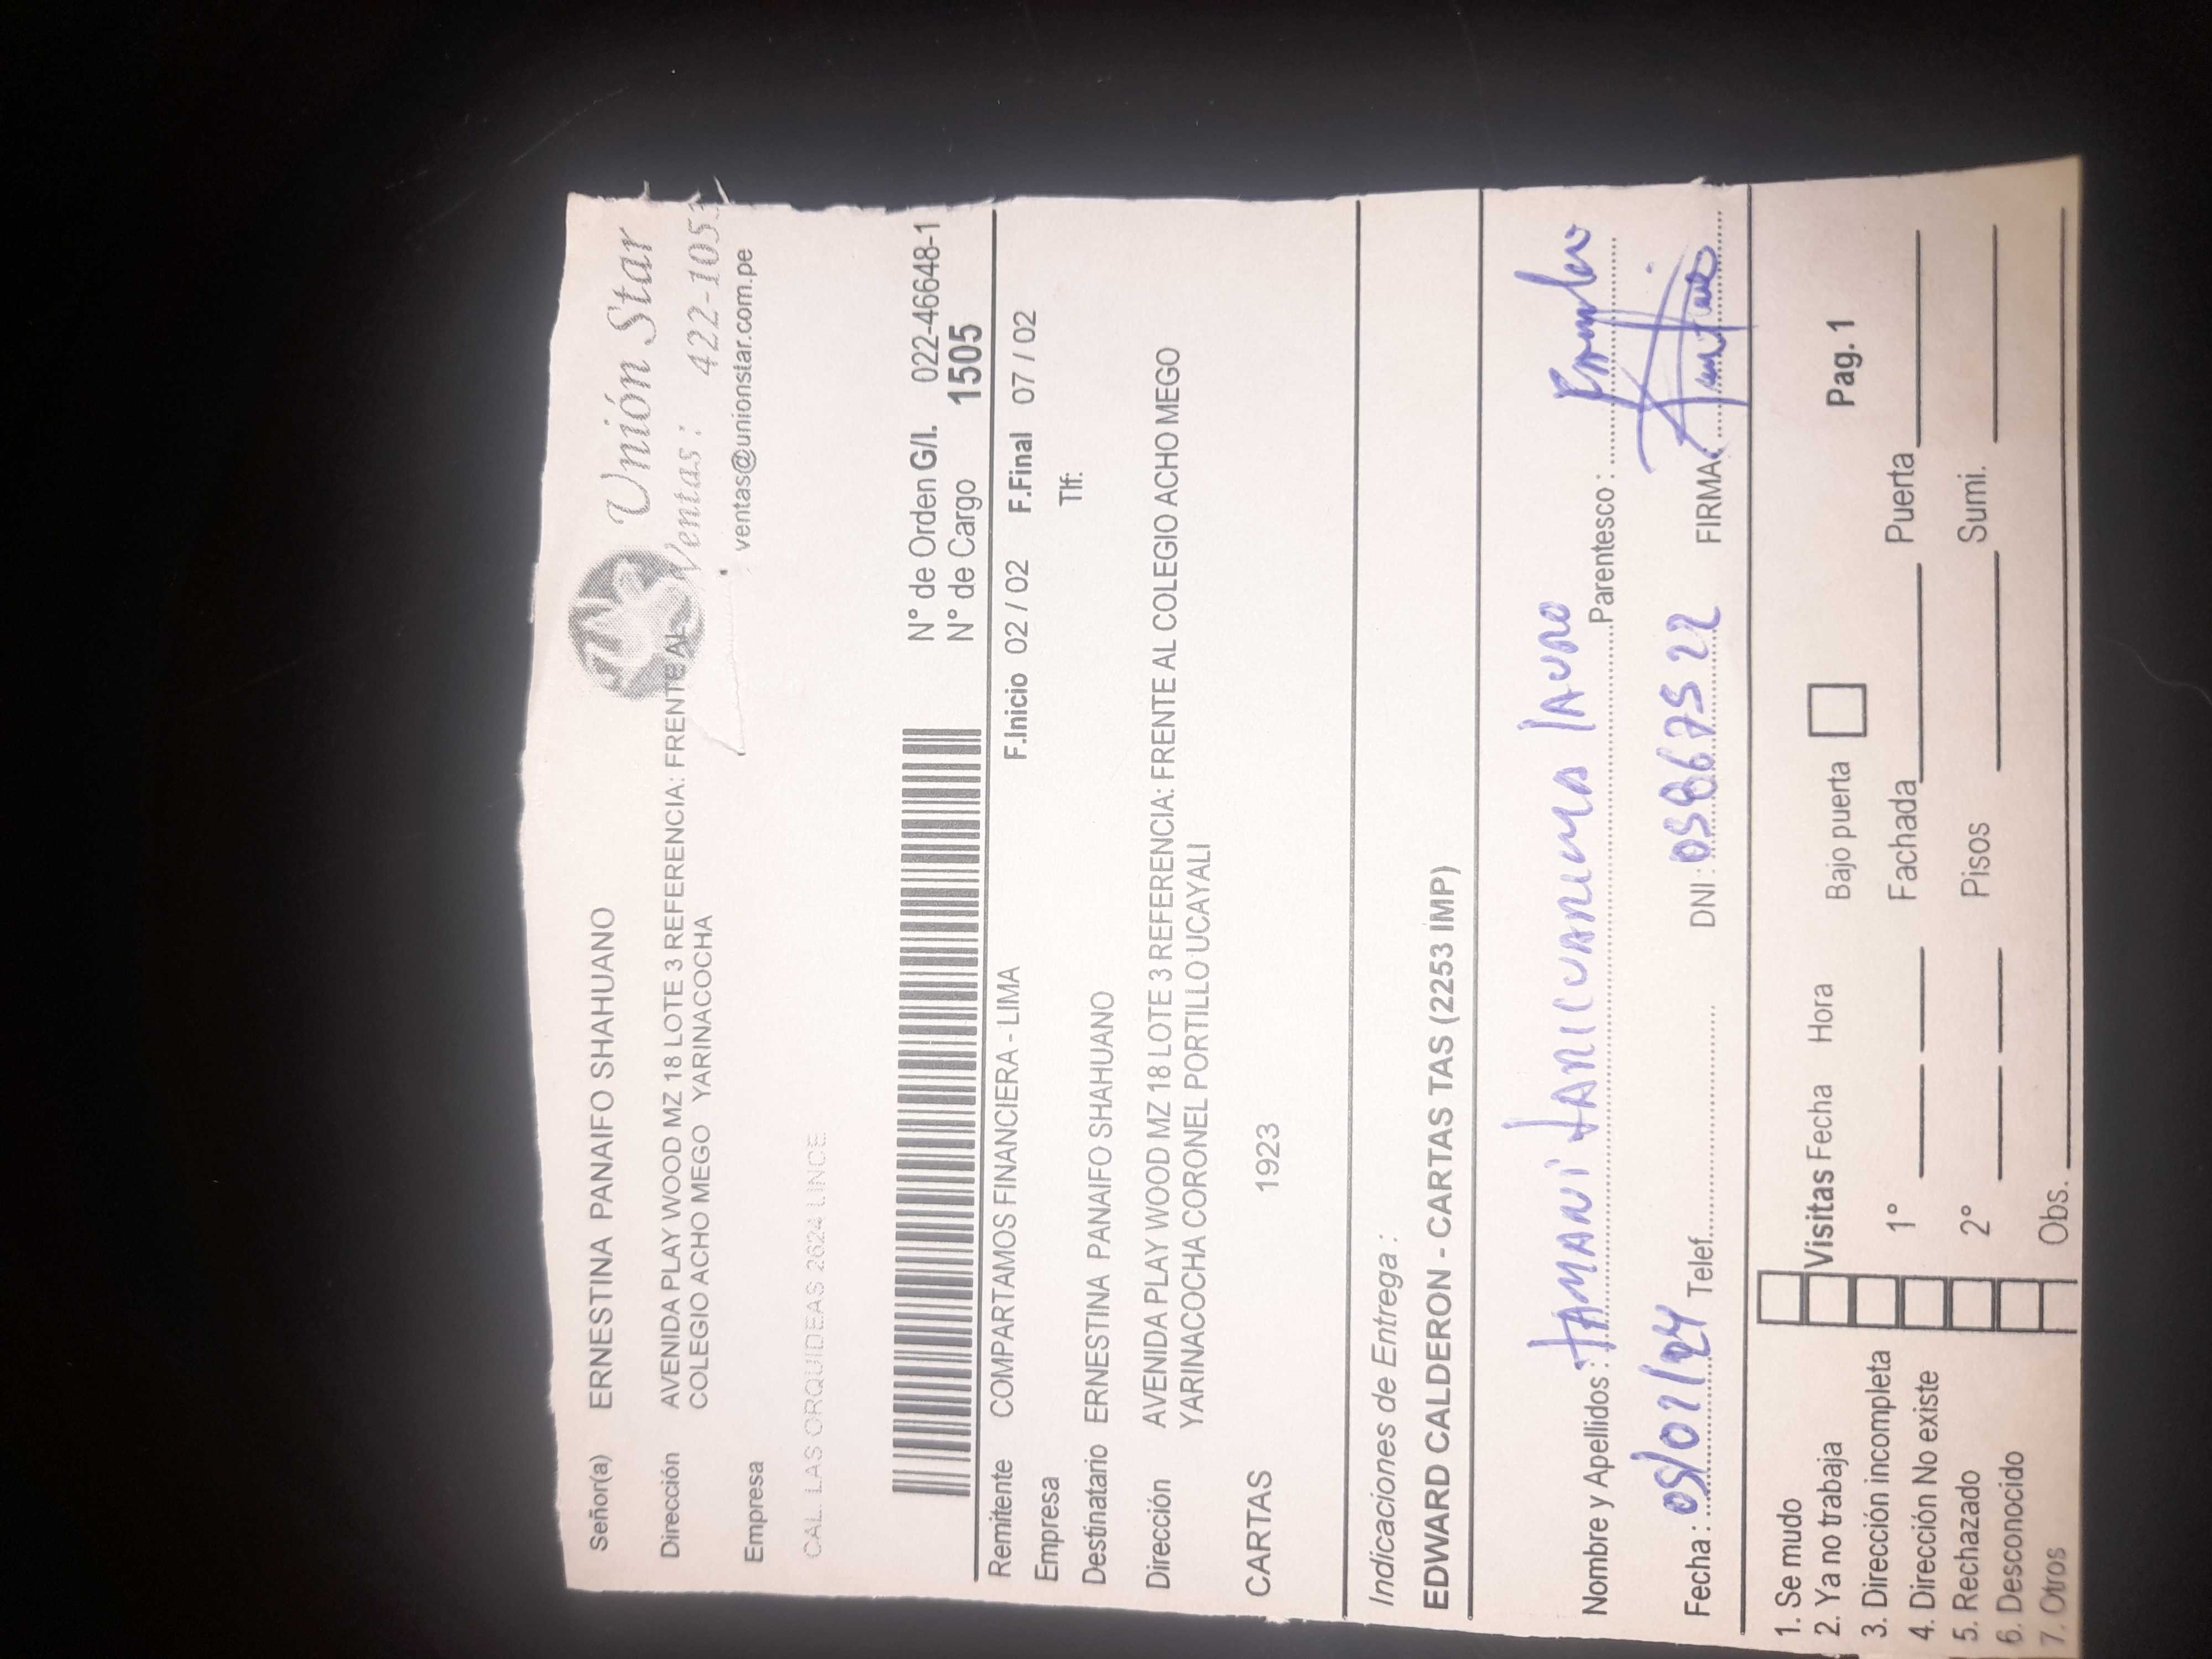 Unión Star
Ventas: 422-105
ventas@unionstar.com.pe
Señor(a) ERNESTINA PANAIFO SHAHUANO
Dirección AVENIDA PLAY WOOD MZ 18 LOTE 3 REFERENCIA: FRENTE AL
COLEGIO ACHO MEGO YARINACOCHA
Empresa
CAL. LAS ORQUIDEAS 2624 LINCE
N° de Orden G/I. 022-46648-1
N° de Cargo 1505
Remitente COMPARTAMOS FINANCIERA - LIMA
F.Inicio 02 / 02 F.Final 07 / 02
Empresa
Tlf:
Destinatario ERNESTINA PANAIFO SHAHUANO
Dirección AVENIDA PLAY WOOD MZ 18 LOTE 3 REFERENCIA: FRENTE AL COLEGIO ACHO MEGO
YARINACOCHA CORONEL PORTILLO UCAYALI
CARTAS 1923
Indicaciones de Entrega :
EDWARD CALDERON - CARTAS TAS (2253 IMP)
Nombre y Apellidos : TAMANI Parentesco :
Fecha : 05/02/24 Telef. DNI : 05867522 FIRMA
1. Se mudo
2. Ya no trabaja Visitas Fecha Hora Bajo puerta Pag. 1
3. Dirección incompleta 1° Fachada Puerta
4. Dirección No existe
5. Rechazado 2° Pisos Sumi.
6. Desconocido
7. Otros Obs.